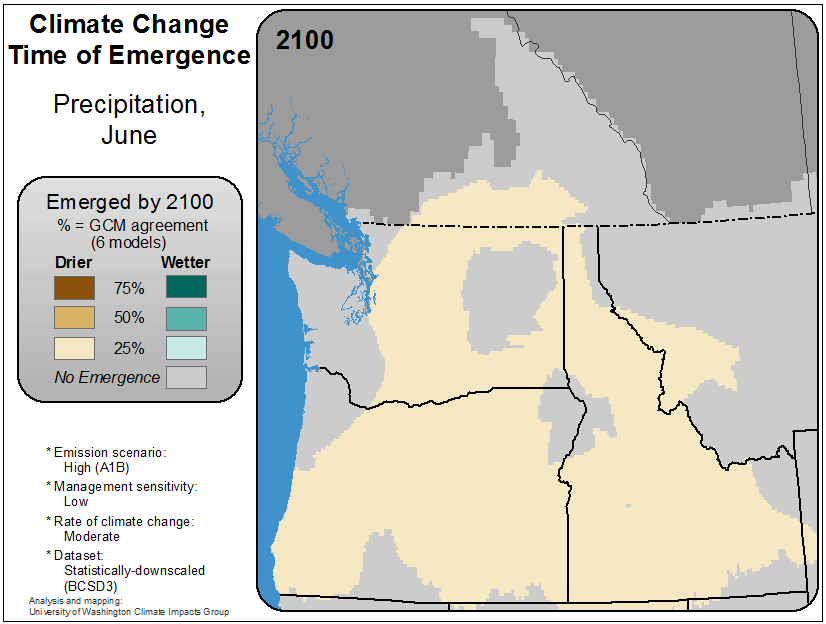 Climate Change
Time of Emergence
Precipitation,
June
2100
Emerged by 2100
% = GCM agreement
(6 models)
Drier Wetter
75%
50%
25%
No Emergence
* Emission scenario:
High (A1B)
* Management sensitivity:
Low
* Rate of climate change:
Moderate
* Dataset:
Statistically-downscaled
(BCSD3)
Analysis and mapping:
University of Washington Climate Impacts Group